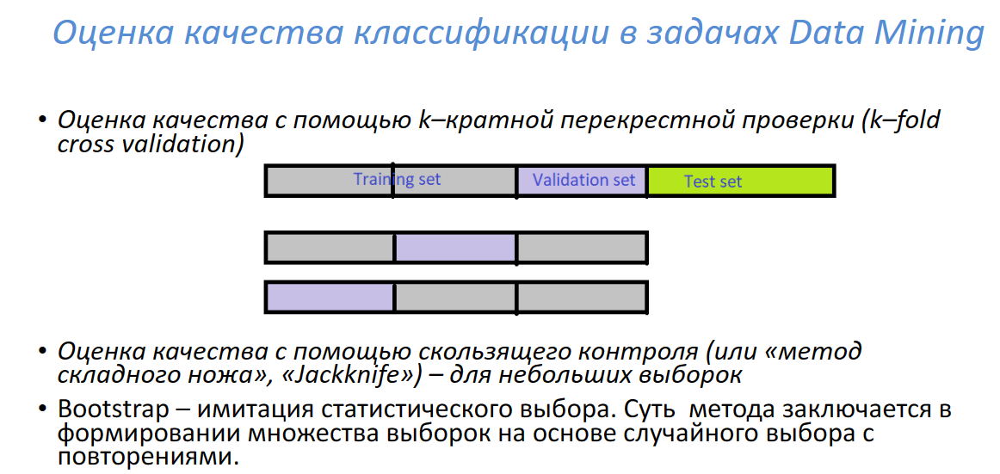 Оценка качества классификации в задачах Data Mining
• Оценка качества с помощью k–кратной перекрестной проверки (k–fold
cross validation)
Training set Validation set Test set
• Оценка качества с помощью скользящего контроля (или «метод
складного ножа», «Jackknife») – для небольших выборок
• Bootstrap – имитация статистического выбора. Суть  метода заключается в
формировании множества выборок на основе случайного выбора с
повторениями.